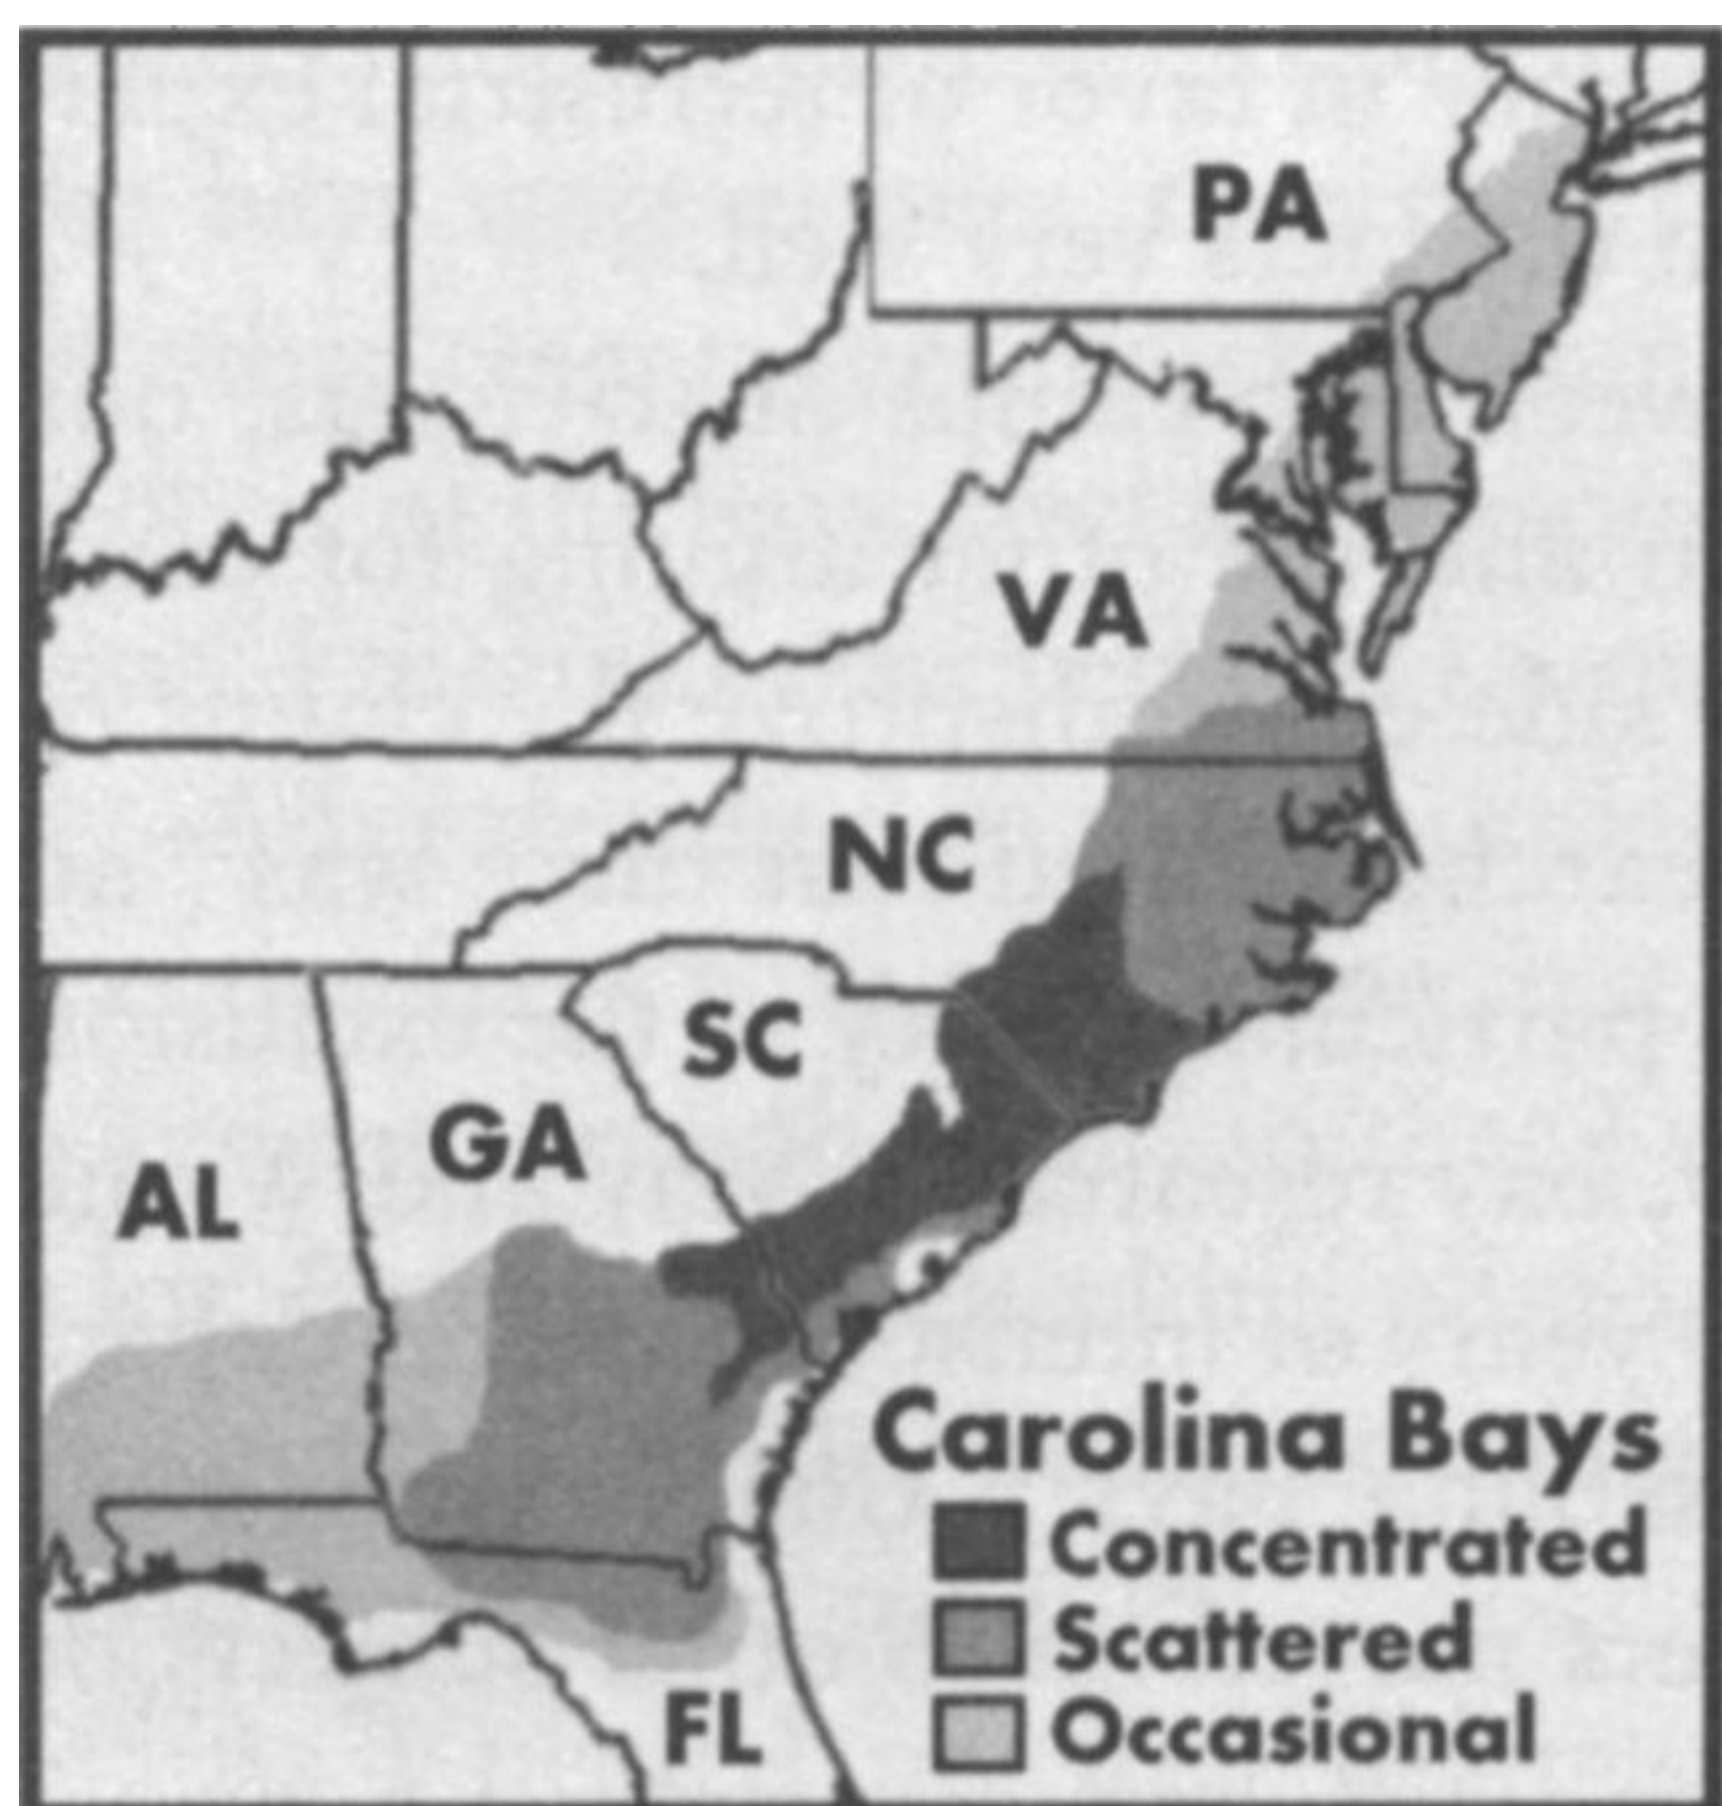 PA
VA
NC
SC
GA
AL
Carolina Bays
Concentrated
Scattered
Occasional
FL